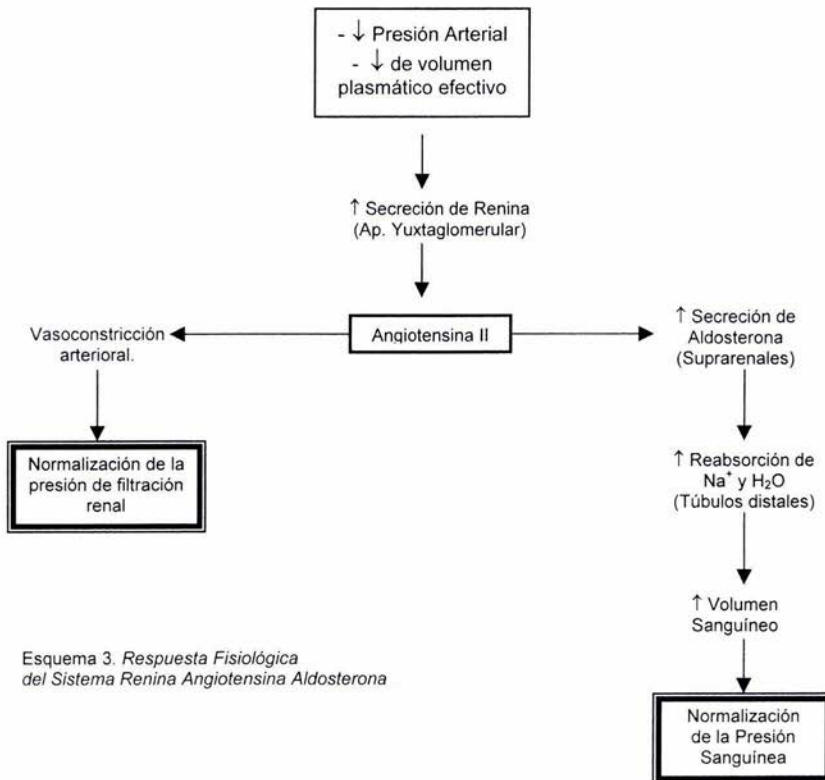 - ↓ Presión Arterial
- ↓ de volumen
plasmático efectivo
↑ Secreción de Renina
(Ap. Yuxtaglomerular)
Angiotensina II
Vasoconstricción
arterioral.
Normalización de la
presión de filtración
renal
↑ Secreción de
Aldosterona
(Suprarenales)
↑ Reabsorción de
Na⁺ y H₂O
(Túbulos distales)
↑ Volumen
Sanguíneo
Normalización
de la Presión
Sanguínea
Esquema 3. Respuesta Fisiológica
del Sistema Renina Angiotensina Aldosterona